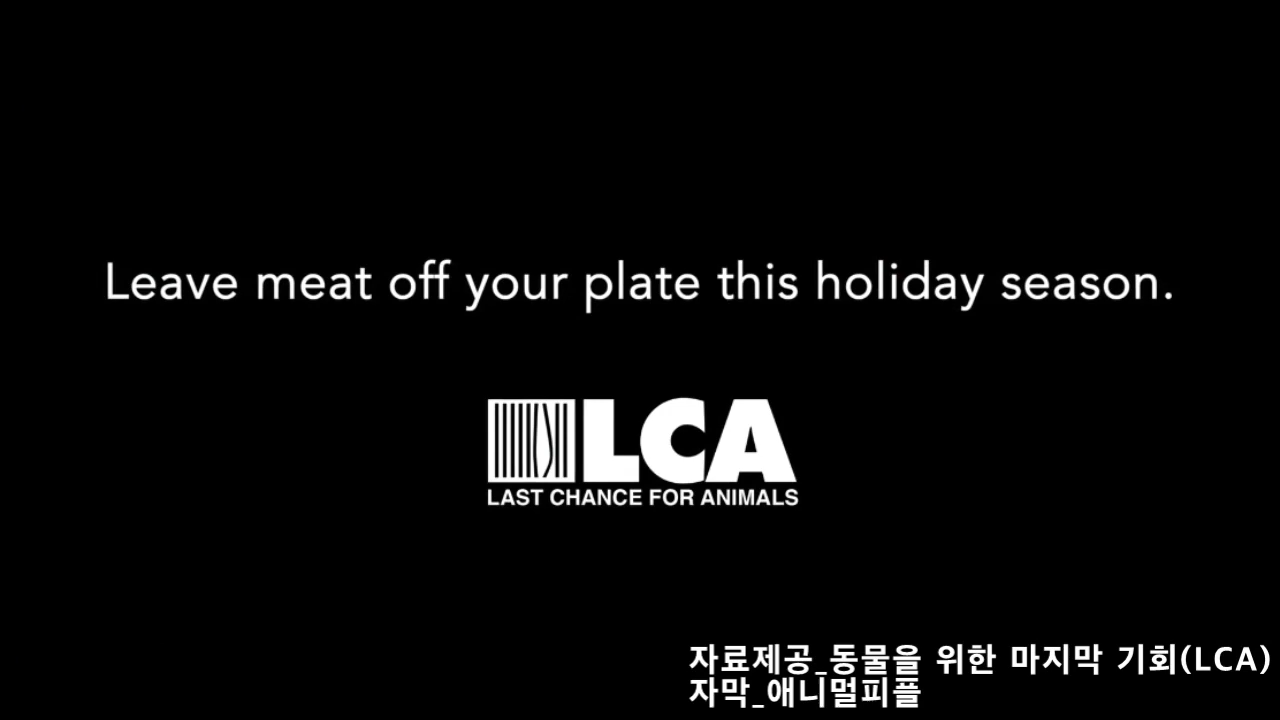 Leave meat off your plate this holiday season.
LCA
LAST CHANCE FOR ANIMALS
자료제공_동물을 위한 마지막 기회(LCA)
자막_애니멀피플